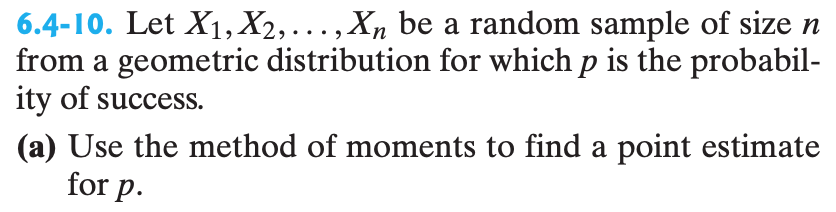 6.4-10. Let X₁, X₂, . . . , Xₙ be a random sample of size n
from a geometric distribution for which p is the probabil-
ity of success.
(a) Use the method of moments to find a point estimate
for p.